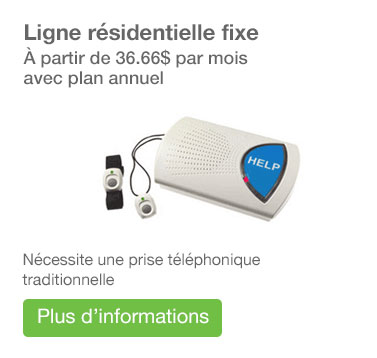 Ligne résidentielle fixe
À partir de 36.66$ par mois
avec plan annuel
HELP
Nécessite une prise téléphonique
traditionnelle
Plus d'informations